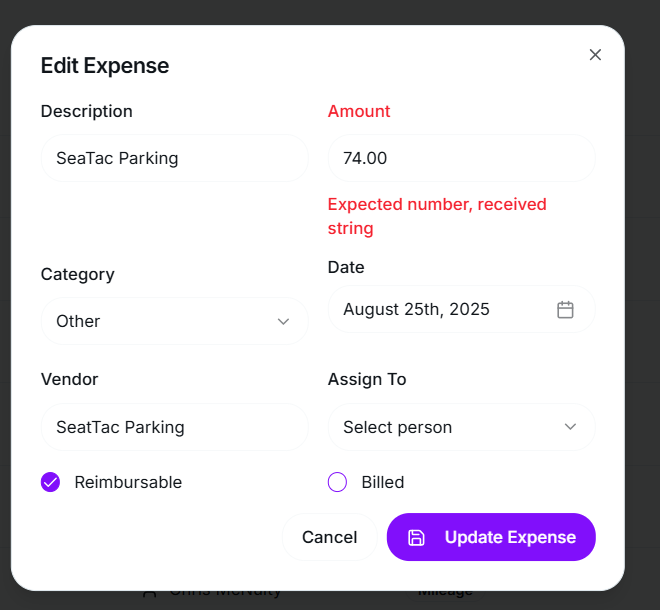 Edit Expense
Description
Amount
SeaTac Parking
74.00
Expected number, received
string
Category
Date
Other
August 25th, 2025
Vendor
Assign To
SeatTac Parking
Select person
Reimbursable
Billed
Cancel
Update Expense
Chris McNulty
Mileage